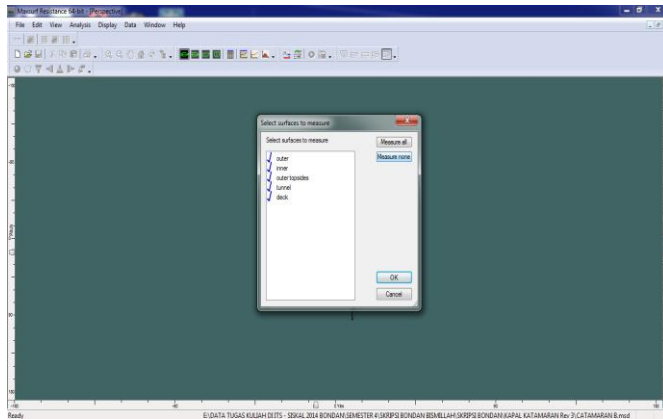 Maxsurf Resistance 64-bit - [Perspective]
File Edit View Analysis Display Data Window Help
Select surfaces to measure
Select surfaces to measure
Measure all
outer
Measure none
inner
outer topsides
tunnel
deck
OK
Cancel
Ready
E:\DATA TUGAS KULIAH DI ITS - SISKAL 2014 BONDAN\SEMESTER 4\SKRIPSI BONDAN BISMILLAH\SKRIPSI BONDAN\KAPAL KATAMARAN Rev 3\CATAMARAN B.msd